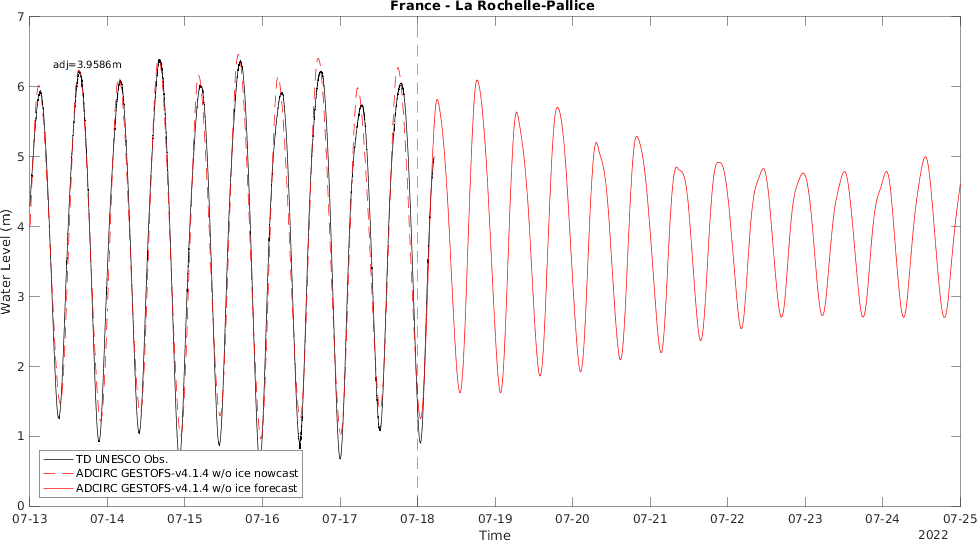 France - La Rochelle-Pallice
adj=3.9586m
7
6
5
4
3
2
1
0
Water Level (m)
TD UNESCO Obs.
ADCIRC GESTOFS-v4.1.4 w/o ice nowcast
ADCIRC GESTOFS-v4.1.4 w/o ice forecast
07-13 07-14 07-15 07-16 07-17 07-18 07-19 07-20 07-21 07-22 07-23 07-24 07-25
Time
2022